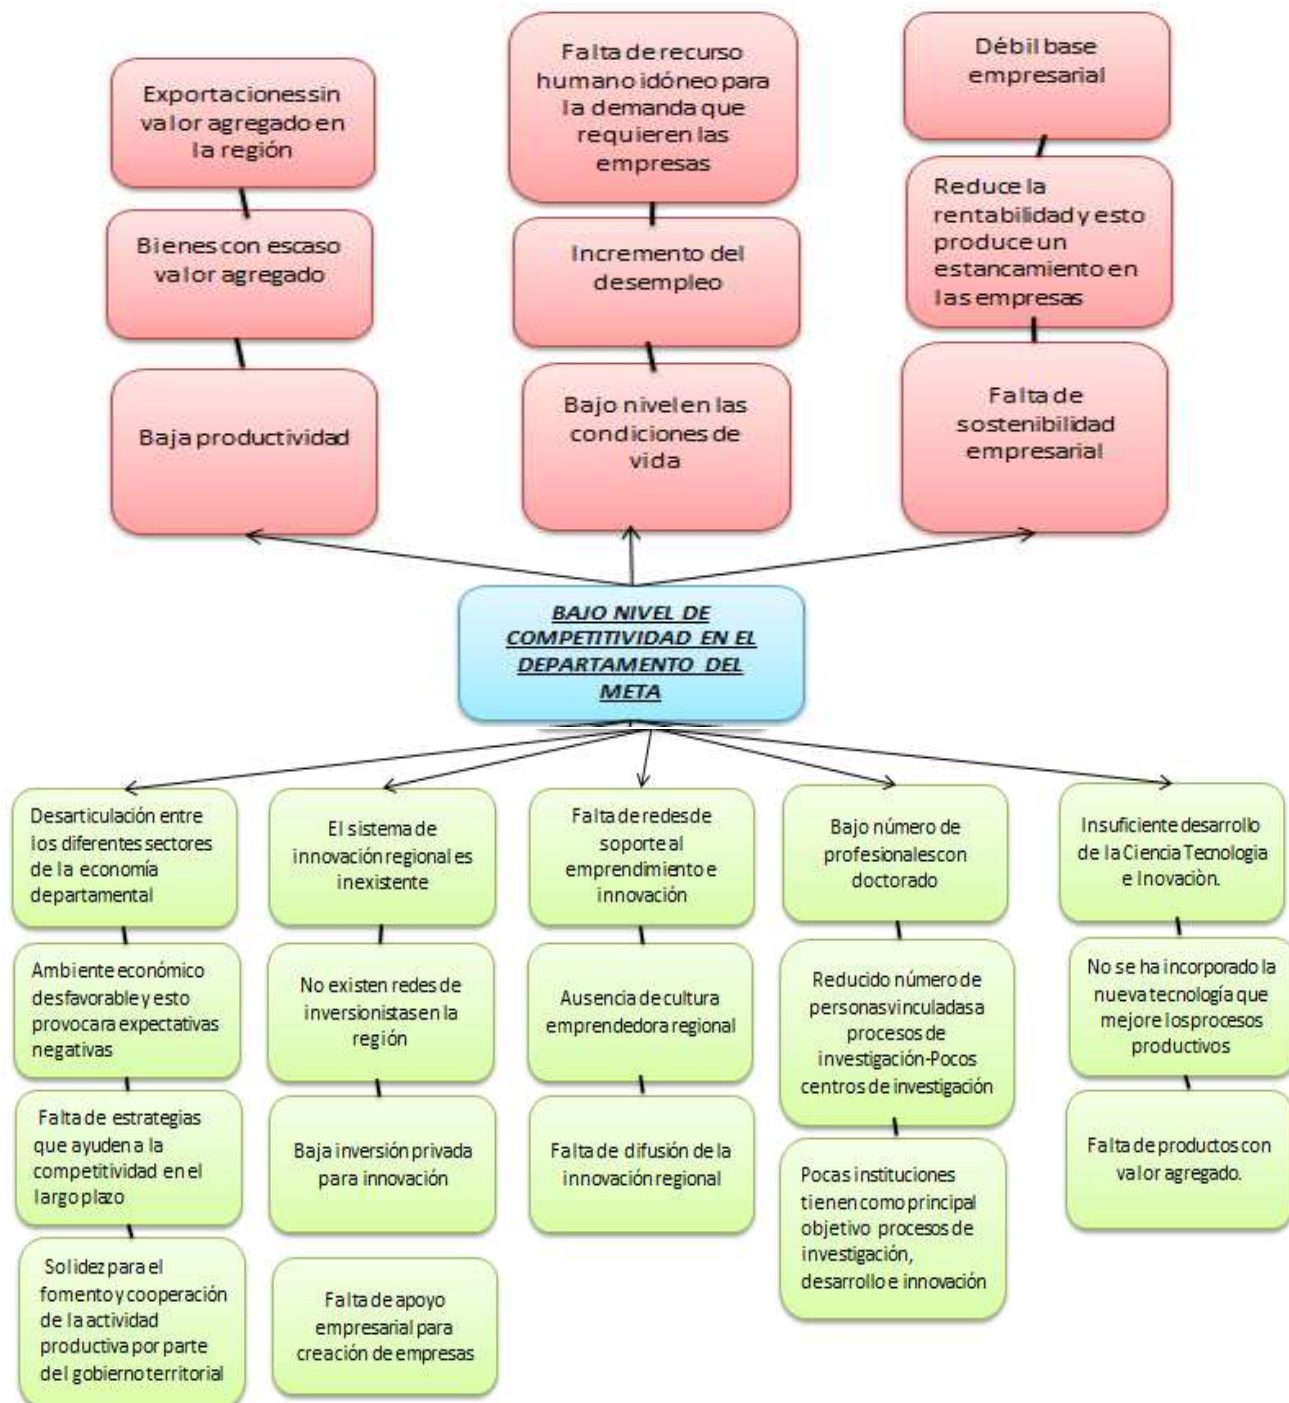 Exportaciones sin
valor agregado en
la región
Bienes con escaso
valor agregado
Baja productividad
Falta de recurso
humano idóneo para
la demanda que
requieren las
empresas
Incremento del
desempleo
Bajo nivel en las
condiciones de
vida
Débil base
empresarial
Reduce la
rentabilidad y esto
produce un
estancamiento en
las empresas
Falta de
sostenibilidad
empresarial
BAJO NIVEL DE
COMPETITIVIDAD EN EL
DEPARTAMENTO DEL
META
Desarticulación entre
los diferentes sectores
de la economía
departamental
Ambiente económico
desfavorable y esto
provocara expectativas
negativas
Falta de estrategias
que ayuden a la
competitividad en el
largo plazo
Solidez para el
fomento y cooperación
de la actividad
productiva por parte
del gobierno territorial
El sistema de
innovación regional es
inexistente
No existen redes de
inversionistas en la
región
Baja inversión privada
para innovación
Falta de apoyo
empresarial para
creación de empresas
Falta de redes de
soporte al
emprendimiento e
innovación
Ausencia de cultura
emprendedora regional
Falta de difusión de la
innovación regional
Bajo número de
profesionales con
doctorado
Reducido número de
personas vinculadas a
procesos de
investigación-Pocos
centros de investigación
Pocas instituciones
tienen como principal
objetivo procesos de
investigación,
desarrollo e innovación
Insuficiente desarrollo
de la Ciencia Tecnologia
e Inovaciòn.
No se ha incorporado la
nueva tecnología que
mejore los procesos
productivos
Falta de productos con
valor agregado.